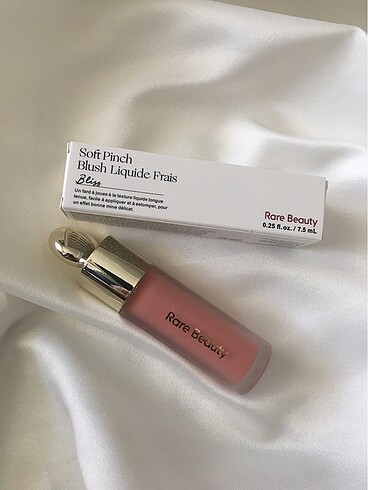 Soft Pinch
Blush Liquide Frais
Bliss
Un fard à joues à la texture liquide longue
tenue, facile à appliquer et à estomper, pour
un effet bonne mine délicat.
Rare Beauty
0.25 fl. oz. / 7.5 mL
Rare Beauty